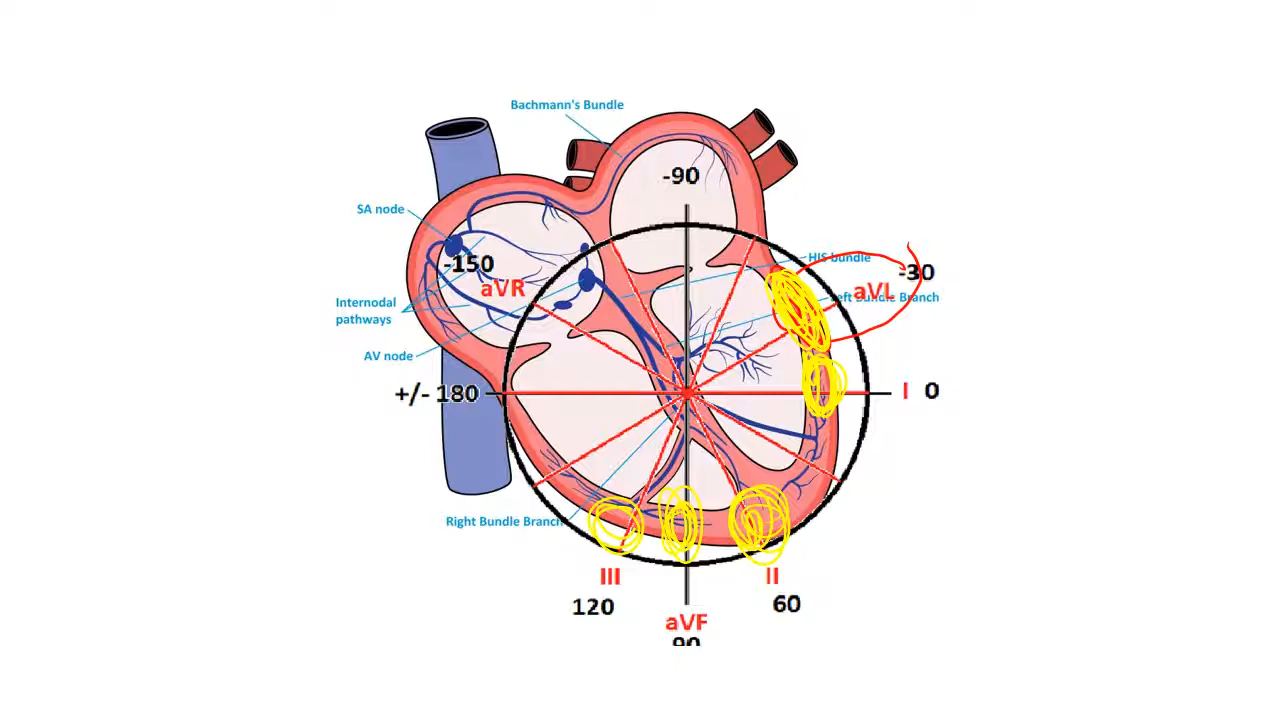 Bachmann's Bundle
-90
SA node
-150
aVR
HIS bundle
-30
aVL
eft Bundle Branch
Internodal
pathways
AV node
+/- 180
I 0
Right Bundle Branch
III
II
120
60
aVF
90